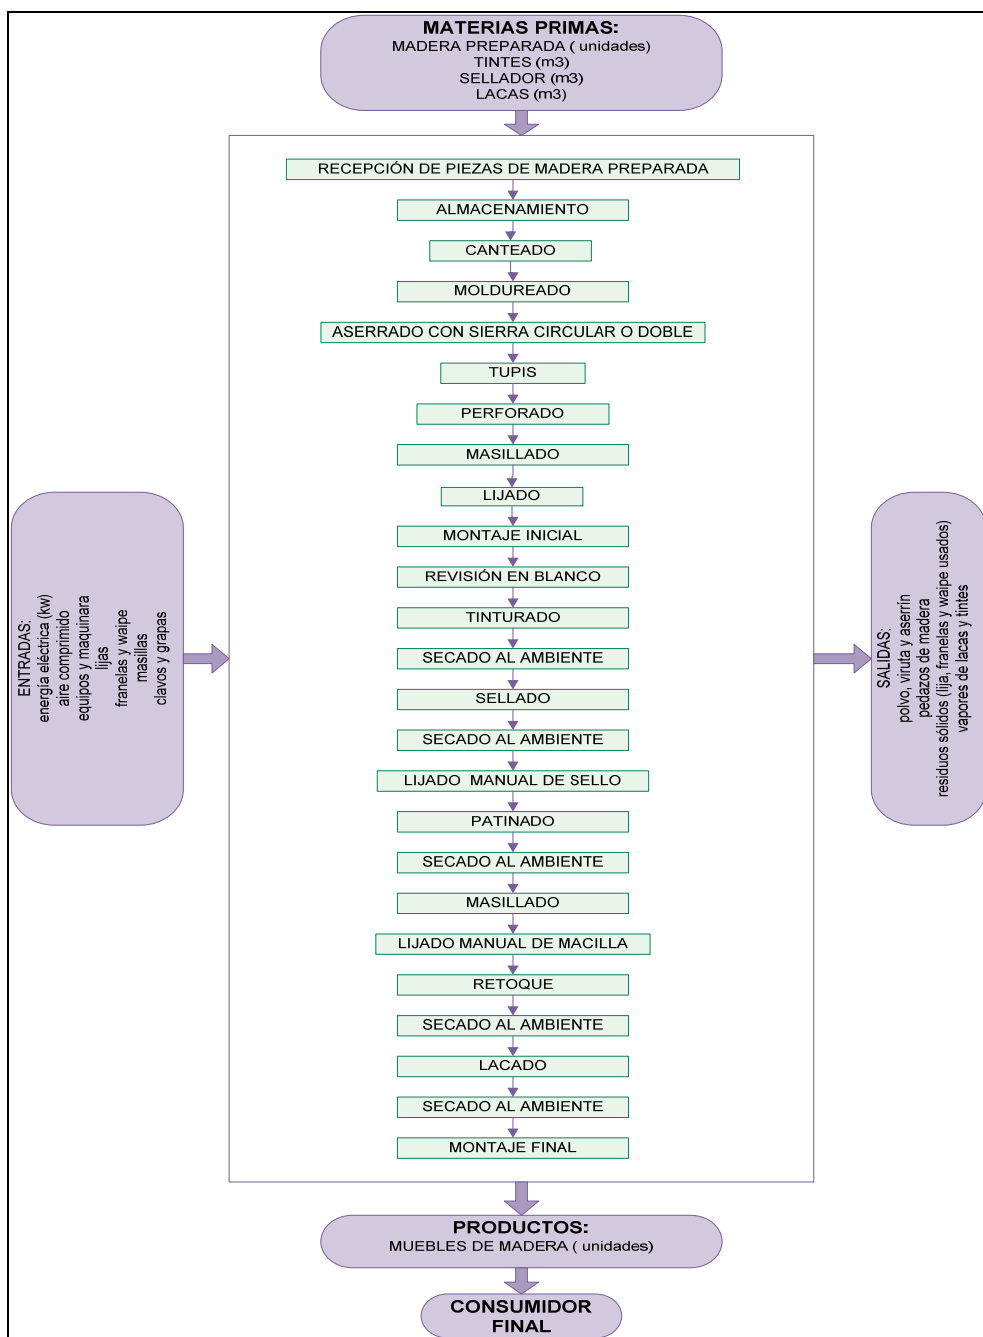 MATERIAS PRIMAS:
MADERA PREPARADA ( unidades)
TINTES (m3)
SELLADOR (m3)
LACAS (m3)
RECEPCIÓN DE PIEZAS DE MADERA PREPARADA
ALMACENAMIENTO
CANTEADO
MOLDUREADO
ASERRADO CON SIERRA CIRCULAR O DOBLE
TUPIS
PERFORADO
MASILLADO
LIJADO
MONTAJE INICIAL
REVISIÓN EN BLANCO
TINTURADO
SECADO AL AMBIENTE
SELLADO
SECADO AL AMBIENTE
LIJADO MANUAL DE SELLO
PATINADO
SECADO AL AMBIENTE
MASILLADO
LIJADO MANUAL DE MACILLA
RETOQUE
SECADO AL AMBIENTE
LACADO
SECADO AL AMBIENTE
MONTAJE FINAL
ENTRADAS:
energía eléctrica (kw)
aire comprimido
equipos y maquinara
lijas
franelas y waipe
masillas
clavos y grapas
SALIDAS:
polvo, viruta y aserrín
pedazos de madera
residuos sólidos (lija, franelas y waipe usados)
vapores de lacas y tintes
PRODUCTOS:
MUEBLES DE MADERA ( unidades)
CONSUMIDOR
FINAL